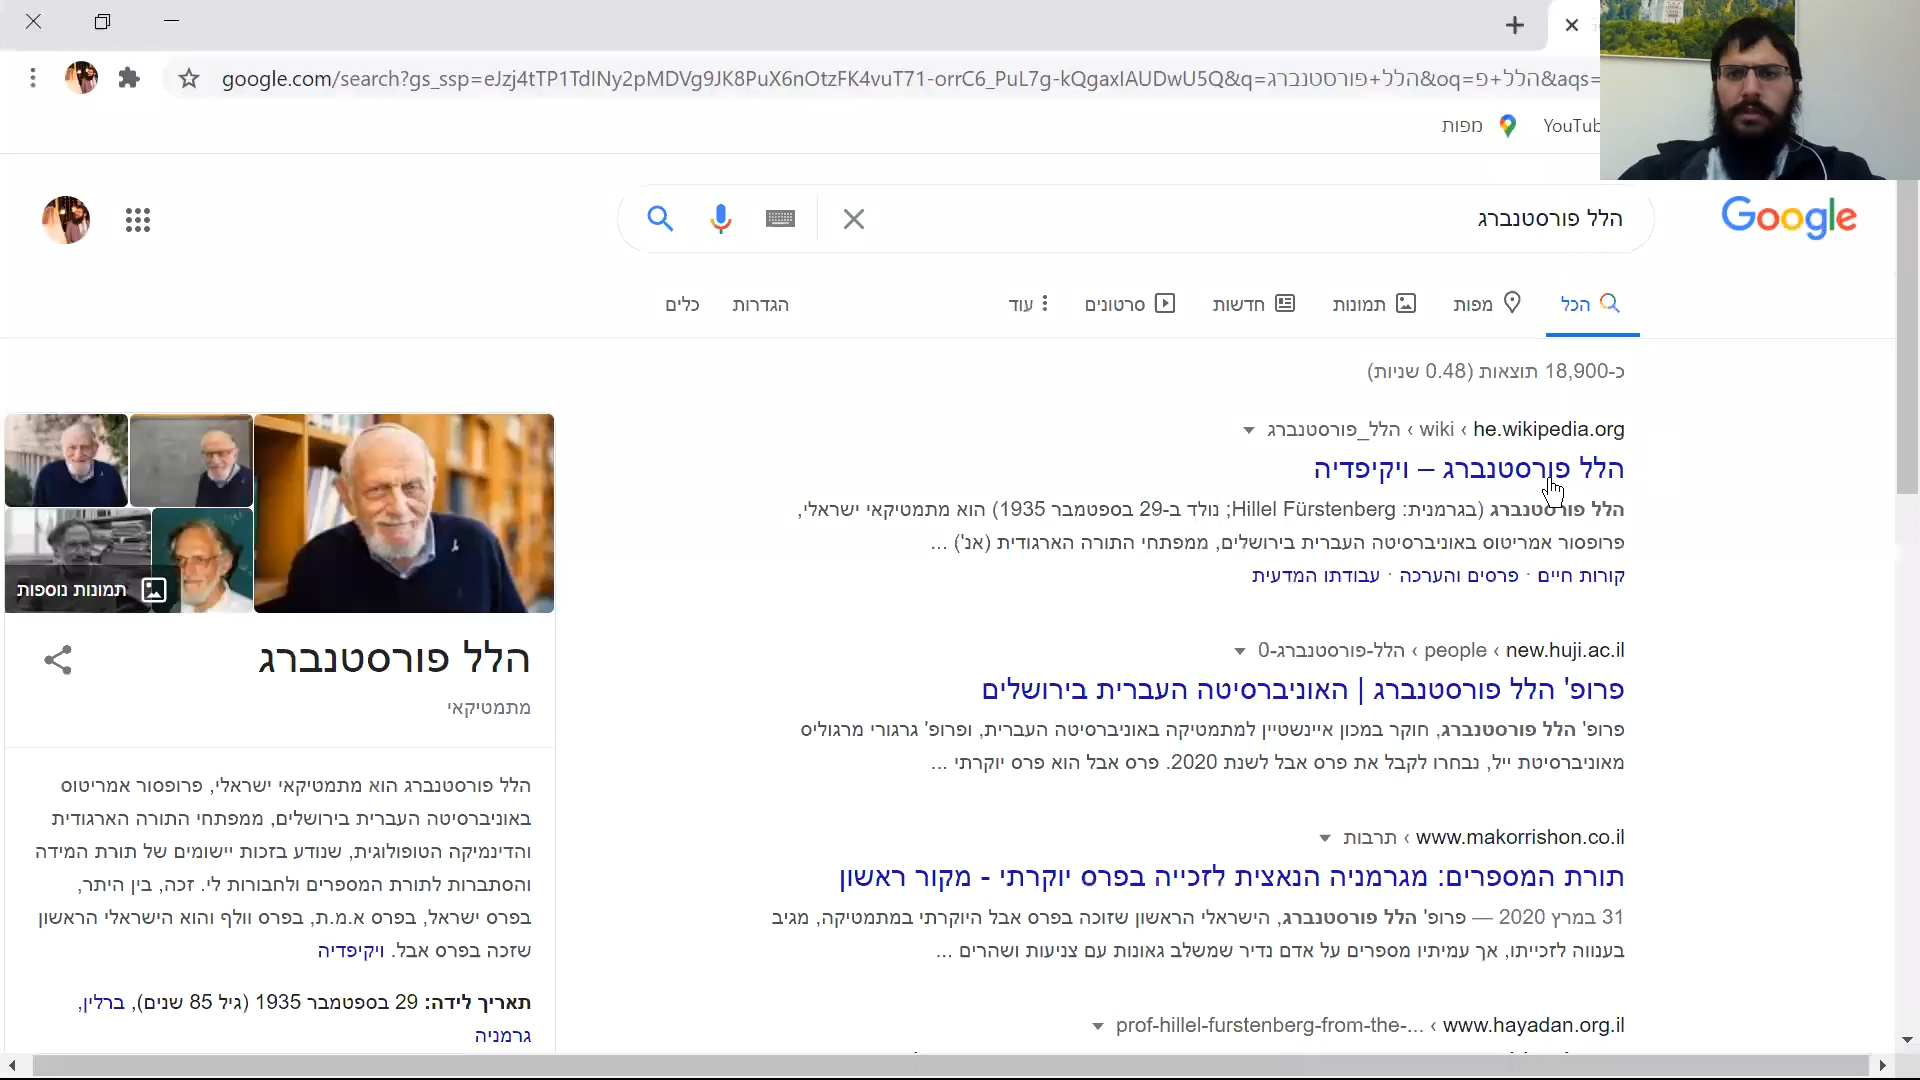 google.com/search?gs_ssp=eJzj4tTP1TdINy2pMDVg9JK8PuX6nOtzFK4vuT71-orrC6_PuL7g-kQgaxIAUDwU5Q&q=הלל+פורסטנברג&oq=הלל+פ&aqs=
מפות
הלל פורסטנברג
Google
הכל
מפות
תמונות
חדשות
סרטונים
עוד
הגדרות
כלים
כ-18,900 תוצאות (0.48 שניות)
he.wikipedia.org › wiki › הלל_פורסטנברג
הלל פורסטנברג – ויקיפדיה
הלל פורסטנברג (בגרמנית: Hillel Fürstenberg; נולד ב-29 בספטמבר 1935) הוא מתמטיקאי ישראלי,
פרופסור אמריטוס באוניברסיטה העברית בירושלים, ממפתחי התורה הארגודית (אנ') ...
קורות חיים · פרסים והערכה · עבודתו המדעית
new.huji.ac.il › people › הלל-פורסטנברג-0
פרופ' הלל פורסטנברג | האוניברסיטה העברית בירושלים
פרופ' הלל פורסטנברג, חוקר במכון איינשטיין למתמטיקה באוניברסיטה העברית, ופרופ' גרגורי מרגוליס
מאוניברסיטת ייל, נבחרו לקבל את פרס אבל לשנת 2020. פרס אבל הוא פרס יוקרתי ...
www.makorrishon.co.il › תרבות
תורת המספרים: מגרמניה הנאצית לזכייה בפרס יוקרתי - מקור ראשון
31 במרץ 2020 — פרופ' הלל פורסטנברג, הישראלי הראשון שזוכה בפרס אבל היוקרתי במתמטיקה, מגיב
בענווה לזכייתו, אך עמיתיו מספרים על אדם נדיר שמשלב גאונות עם צניעות ושהרים ...
www.hayadan.org.il › prof-hillel-furstenberg-from-the-...
תמונות נוספות
הלל פורסטנברג
מתמטיקאי
הלל פורסטנברג הוא מתמטיקאי ישראלי, פרופסור אמריטוס
באוניברסיטה העברית בירושלים, ממפתחי התורה הארגודית
והדינמיקה הטופולוגית, שנודע בזכות יישומים של תורת המידה
והסתברות לתורת המספרים ולחבורות לי. זכה, בין היתר,
בפרס ישראל, בפרס א.מ.ת, בפרס וולף והוא הישראלי הראשון
שזכה בפרס אבל. ויקיפדיה
תאריך לידה: 29 בספטמבר 1935 (גיל 85 שנים), ברלין,
גרמניה